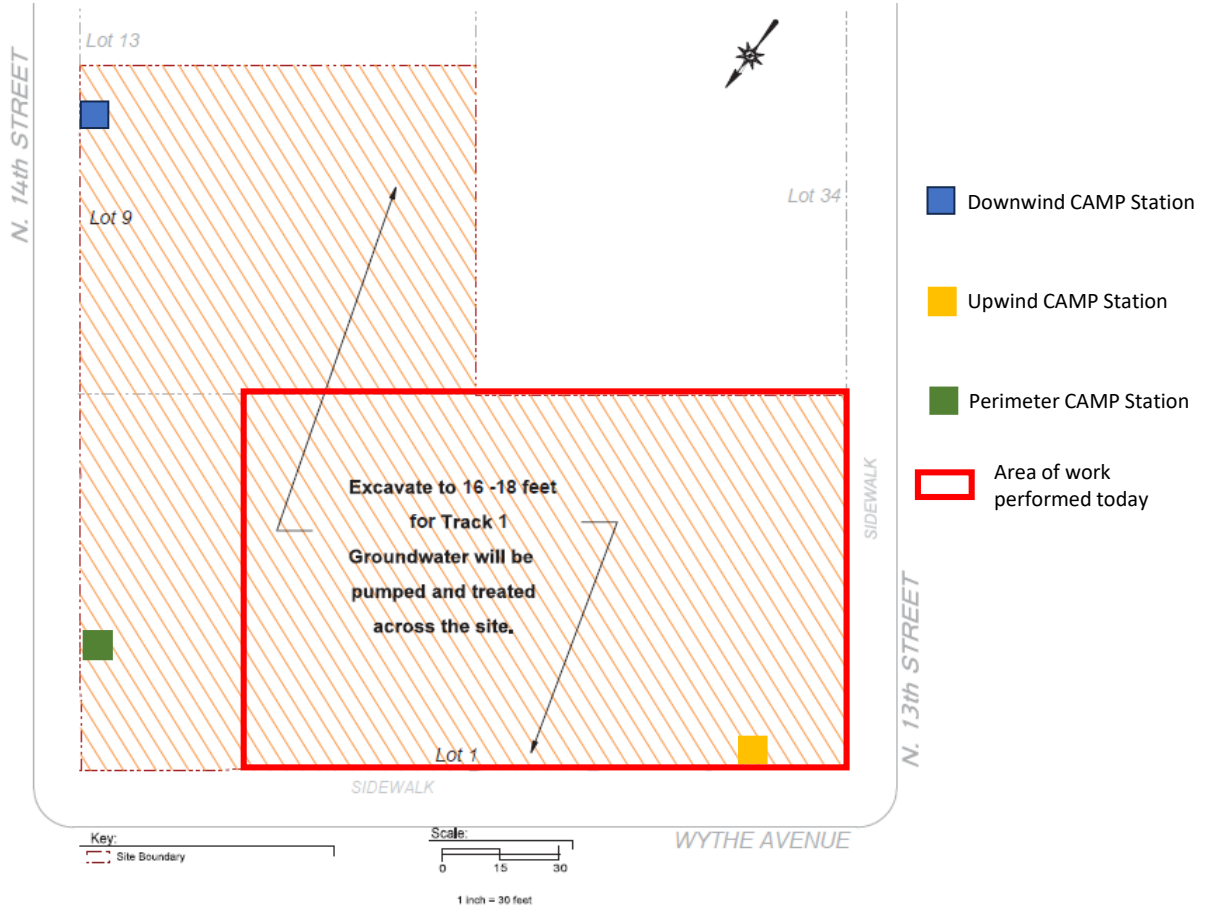 Lot 13
N. 14th STREET
Lot 9
Lot 34
Downwind CAMP Station
Upwind CAMP Station
Perimeter CAMP Station
Area of work
performed today
Excavate to 16 -18 feet
for Track 1
Groundwater will be
pumped and treated
across the site.
SIDEWALK
N. 13th STREET
Lot 1
SIDEWALK
WYTHE AVENUE
Key:
Site Boundary
Scale:
0 15 30
1 inch = 30 feet